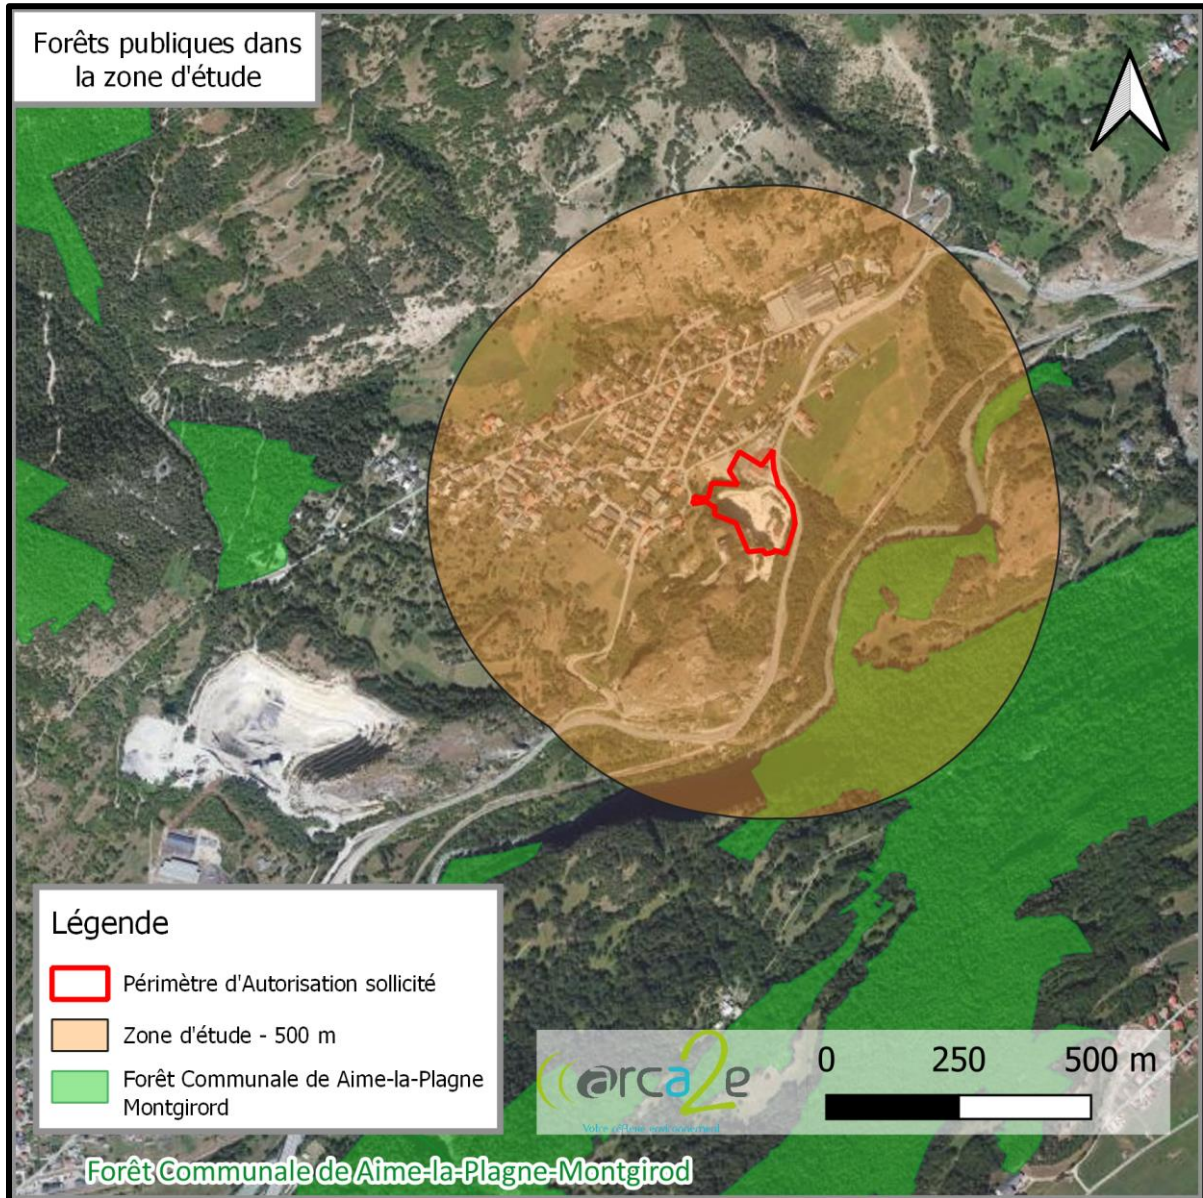 Forêts publiques dans
la zone d'étude
Légende
Périmètre d'Autorisation sollicité
Zone d'étude - 500 m
Forêt Communale de Aime-la-Plagne
Montgirord
arca2e
0 250 500 m
Forêt Communale de Aime-la-Plagne-Montgirod